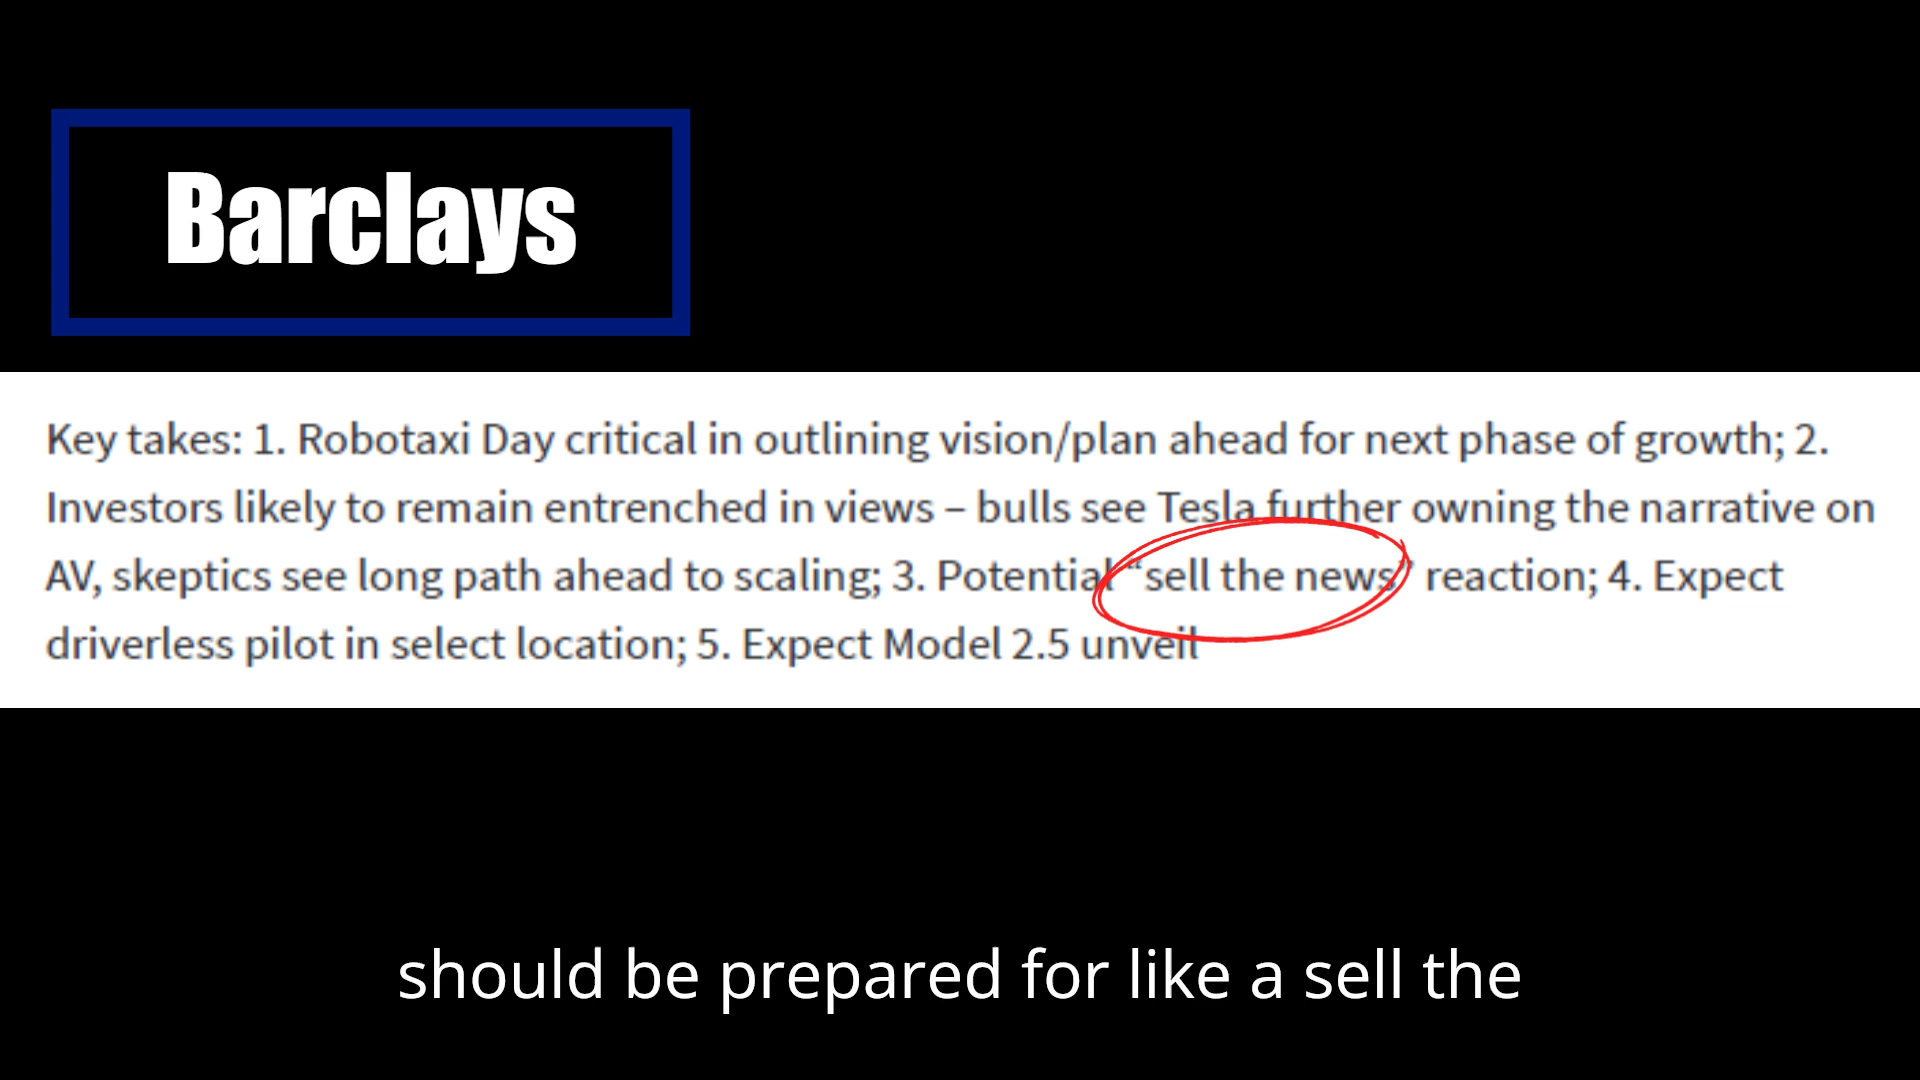 Barclays
Key takes: 1. Robotaxi Day critical in outlining vision/plan ahead for next phase of growth; 2.
Investors likely to remain entrenched in views – bulls see Tesla further owning the narrative on
AV, skeptics see long path ahead to scaling; 3. Potential “sell the news” reaction; 4. Expect
driverless pilot in select location; 5. Expect Model 2.5 unveil
should be prepared for like a sell the